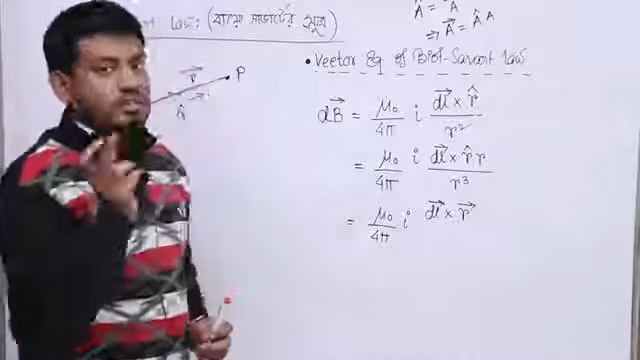 Law: (বায়ো সাভার্টের সূত্র)
⇒ A⃗ = Â A
• Vector Eq of Biot-Savart Law
r⃗ P
r̂
dB⃗ = μ₀/4π i (dl⃗ × r̂)/r²
= μ₀/4π i (dl⃗ × r̂ r)/r³
= μ₀/4π i dl⃗ × r⃗